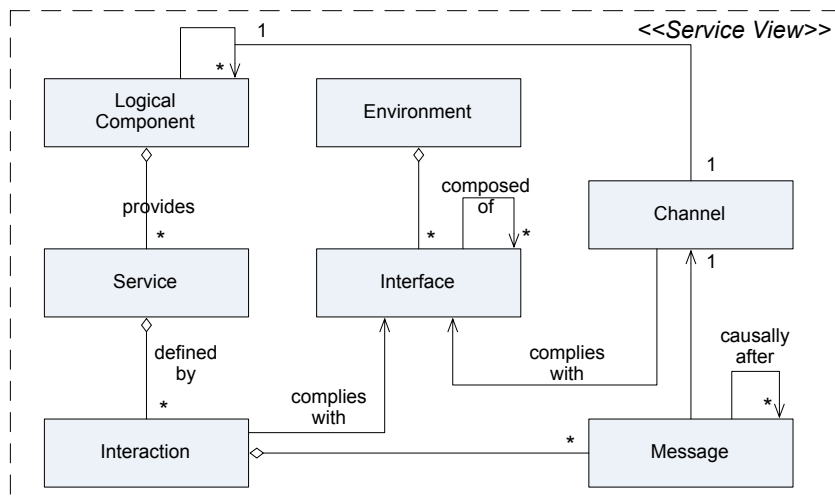 <<Service View>>
1
*
Logical
Component
Environment
composed
of
1
provides
Channel
*
*
*
1
Service
Interface
causally
after
defined
by
complies
with
*
complies
with
*
*
Interaction
Message